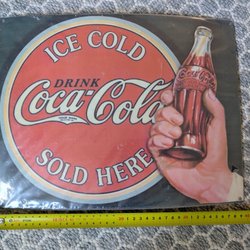 ICE COLD
DRINK
Coca-Cola
SOLD HERE